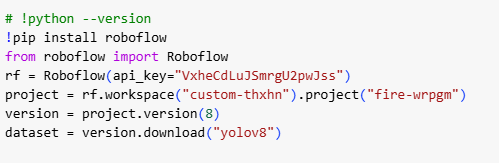 # !python --version
!pip install roboflow
from roboflow import Roboflow
rf = Roboflow(api_key="VxheCdLuJSmrgU2pwJss")
project = rf.workspace("custom-thxhn").project("fire-wrpgm")
version = project.version(8)
dataset = version.download("yolov8")